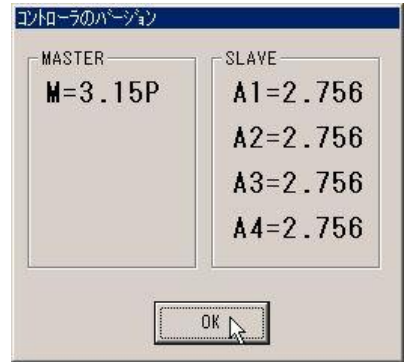 コントローラのバージョン
MASTER
M=3.15P
SLAVE
A1=2.756
A2=2.756
A3=2.756
A4=2.756
OK